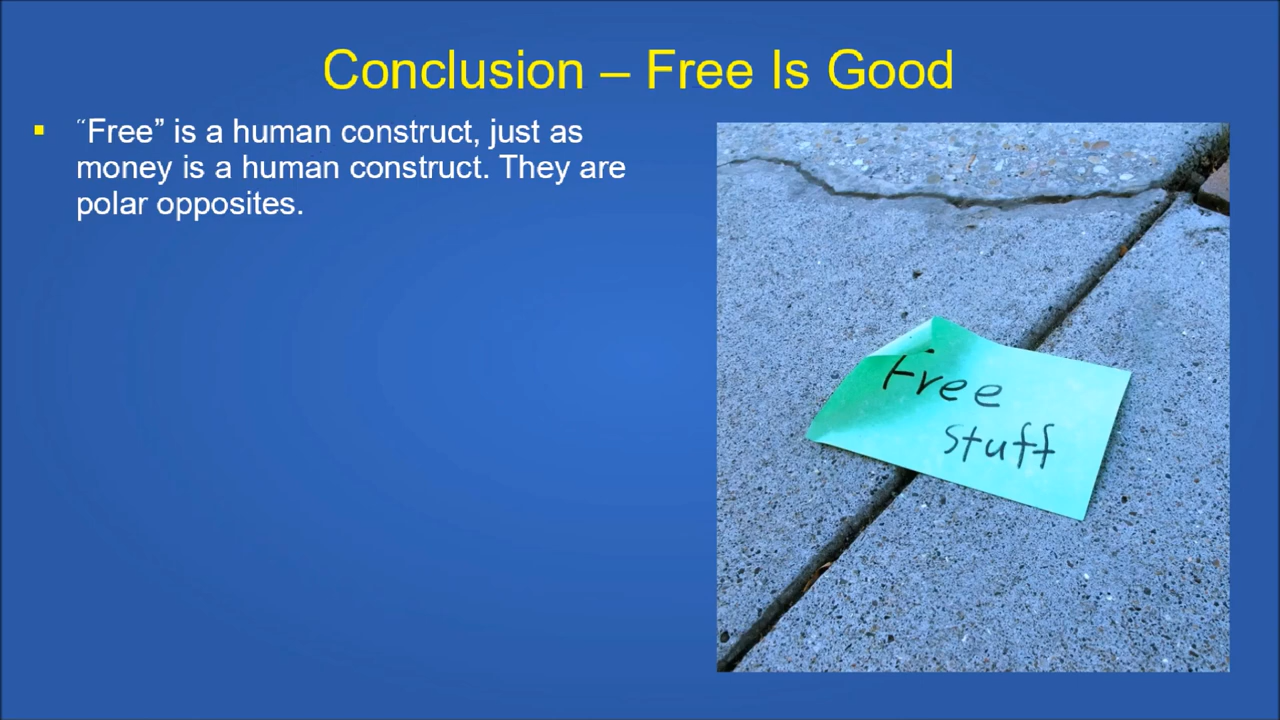 Conclusion – Free Is Good
“Free” is a human construct, just as
money is a human construct. They are
polar opposites.
Free
stuff